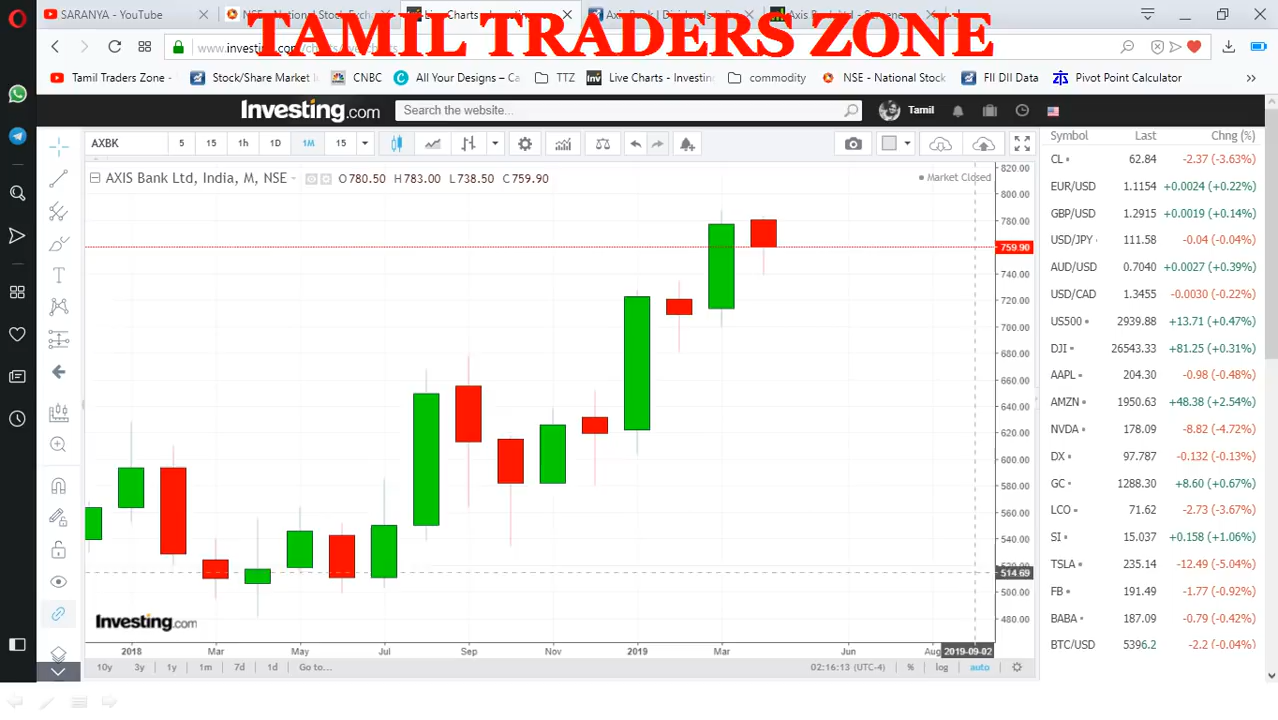 SARANYA - YouTube
TAMIL TRADERS ZONE
www.investing.com/charts/live-charts
Tamil Traders Zone - Stock/Share Market CNBC All Your Designs – Ca TTZ Live Charts - Investin commodity NSE - National Stock FII DII Data PivotPoint Calculator »
Investing.com Search the website... Tamil
AXBK 5 15 1h 1D 1M 15
AXIS Bank Ltd, India, M, NSE O780.50 H783.00 L738.50 C759.90
Market Closed
820.00
800.00
780.00
759.90
740.00
720.00
700.00
680.00
660.00
640.00
620.00
600.00
580.00
560.00
540.00
514.69
500.00
480.00
Investing.com
2018 Mar May Jul Sep Nov 2019 Mar Jun Aug 2019-09-02
10y 3y 1y 1m 7d 1d Go to... 02:16:13 (UTC-4) % log auto
Symbol Last Chng (%)
CL 62.84 -2.37 (-3.63%)
EUR/USD 1.1154 +0.0024 (+0.22%)
GBP/USD 1.2915 +0.0019 (+0.14%)
USD/JPY 111.58 -0.04 (-0.04%)
AUD/USD 0.7040 +0.0027 (+0.39%)
USD/CAD 1.3455 -0.0030 (-0.22%)
US500 2939.88 +13.71 (+0.47%)
DJI 26543.33 +81.25 (+0.31%)
AAPL 204.30 -0.98 (-0.48%)
AMZN 1950.63 +48.38 (+2.54%)
NVDA 178.09 -8.82 (-4.72%)
DX 97.787 -0.132 (-0.13%)
GC 1288.30 +8.60 (+0.67%)
LCO 71.62 -2.73 (-3.67%)
SI 15.037 +0.158 (+1.06%)
TSLA 235.14 -12.49 (-5.04%)
FB 191.49 -1.77 (-0.92%)
BABA 187.09 -0.79 (-0.42%)
BTC/USD 5396.2 -2.2 (-0.04%)